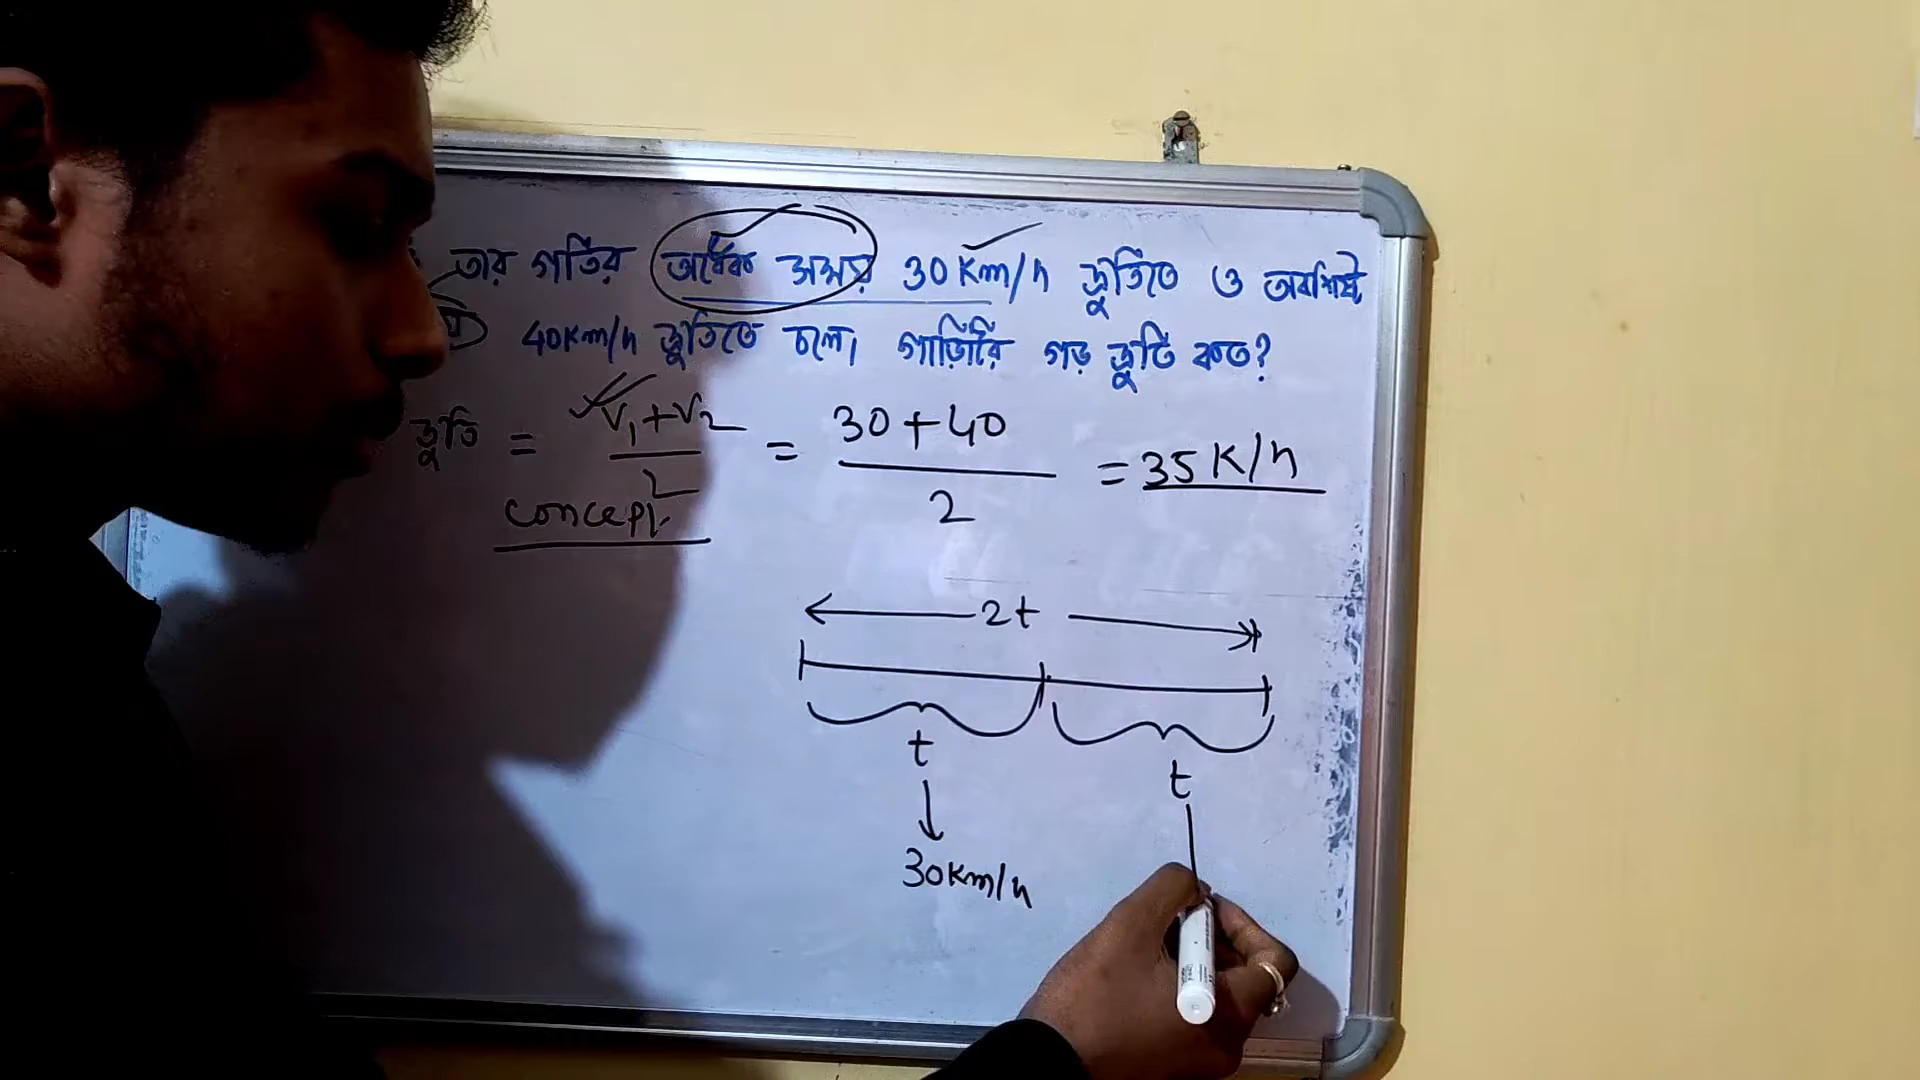 তার গতির অর্ধেক সময় 30 Km/h দ্রুতিতে ও অবশিষ্ট
40Km/h দ্রুতিতে চলে। গাড়িটির গড় দ্রুতি কত?
দ্রুতি = V₁+V₂/2 = 30+40/2 = 35 K/h
concept
2t
t
t
30Km/h